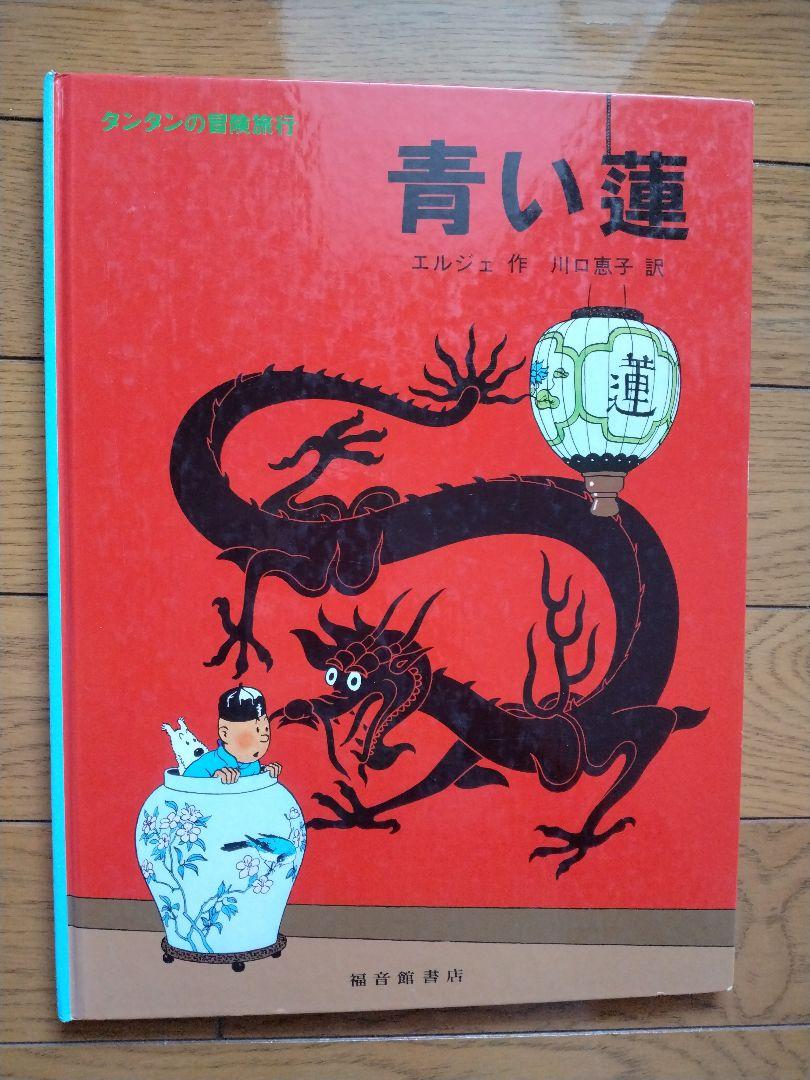 タンタンの冒険旅行
青い蓮
エルジェ 作 川口恵子 訳
蓮
福音館書店